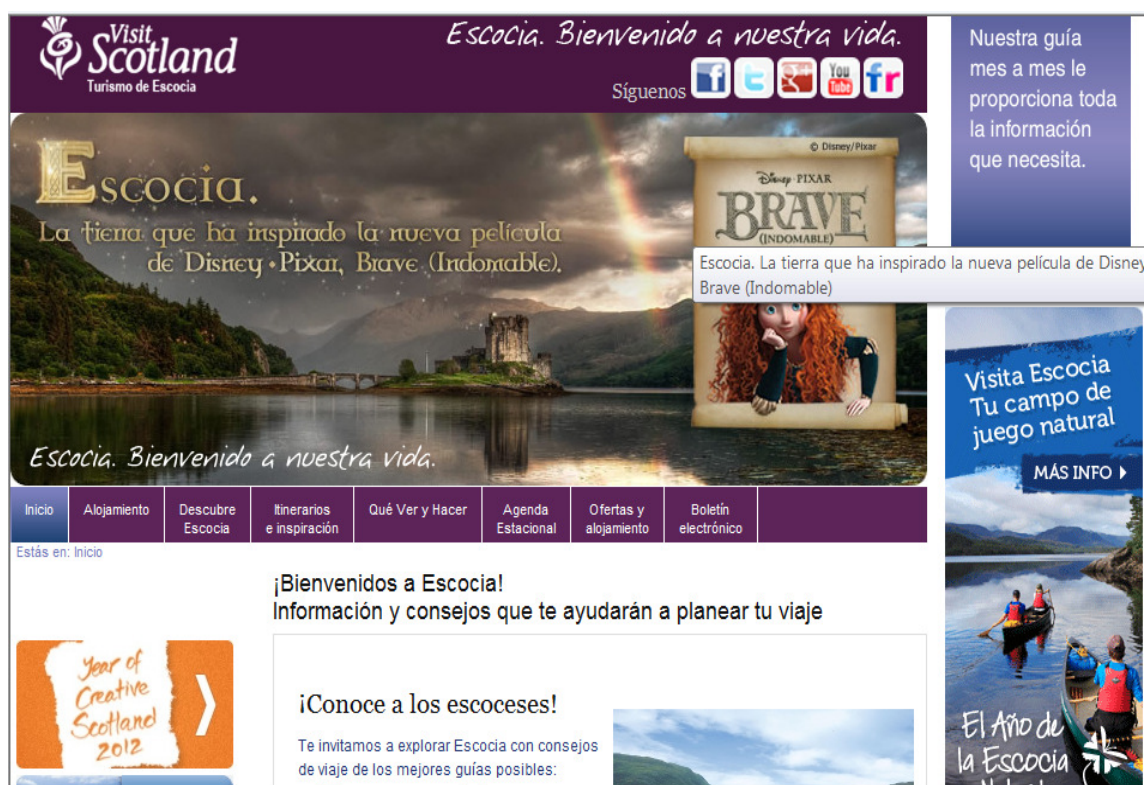 Visit
Scotland
Turismo de Escocia
Escocia. Bienvenido a nuestra vida.
Síguenos
You
Tube
fr
Nuestra guía
mes a mes le
proporciona toda
la información
que necesita.
Escocia.
La tierra que ha inspirado la nueva película
de Disney•Pixar, Brave (Indomable).
© Disney/Pixar
Disney·PIXAR
BRAVE
(INDOMABLE)
Escocia. La tierra que ha inspirado la nueva película de Disney
Brave (Indomable)
Escocia. Bienvenido a nuestra vida.
Visita Escocia
Tu campo de
juego natural
MÁS INFO
Inicio
Alojamiento
Descubre
Escocia
Itinerarios
e inspiración
Qué Ver y Hacer
Agenda
Estacional
Ofertas y
alojamiento
Boletín
electrónico
Estás en: Inicio
¡Bienvenidos a Escocia!
Información y consejos que te ayudarán a planear tu viaje
Year of
Creative
Scotland
2012
¡Conoce a los escoceses!
Te invitamos a explorar Escocia con consejos
de viaje de los mejores guías posibles:
El Año de
la Escocia